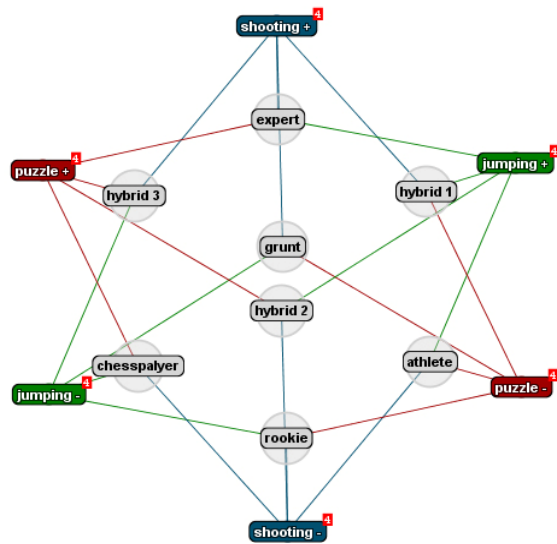 4
shooting +
expert
4
puzzle +
4
jumping +
hybrid 3
hybrid 1
grunt
hybrid 2
chesspalyer
athlete
4
jumping -
4
puzzle -
rookie
4
shooting -